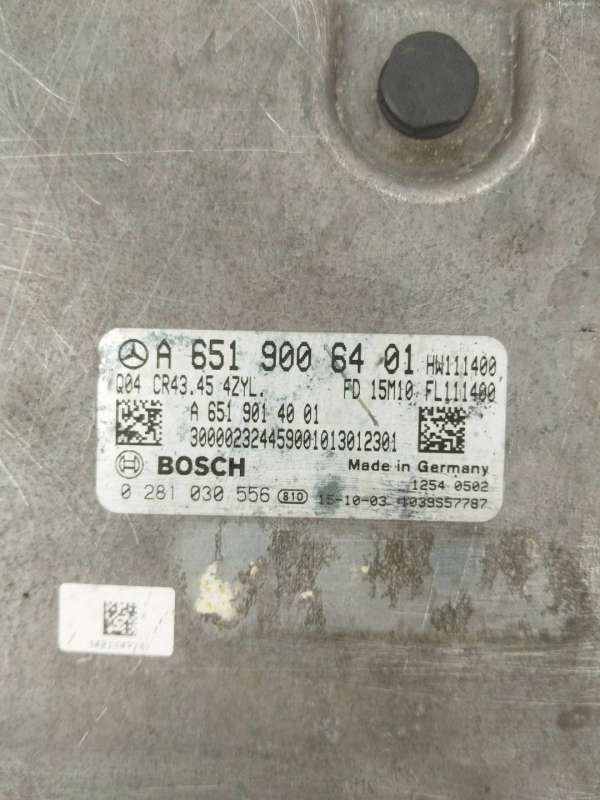 A 651 900 64 01 HW111400
Q04 CR43.45 4ZYL. FD 15M10 FL111400
A 651 901 40 01
300002324459001013012301
BOSCH Made in Germany
1254 0502
0 281 030 556 810 15-10-03 1039S57787